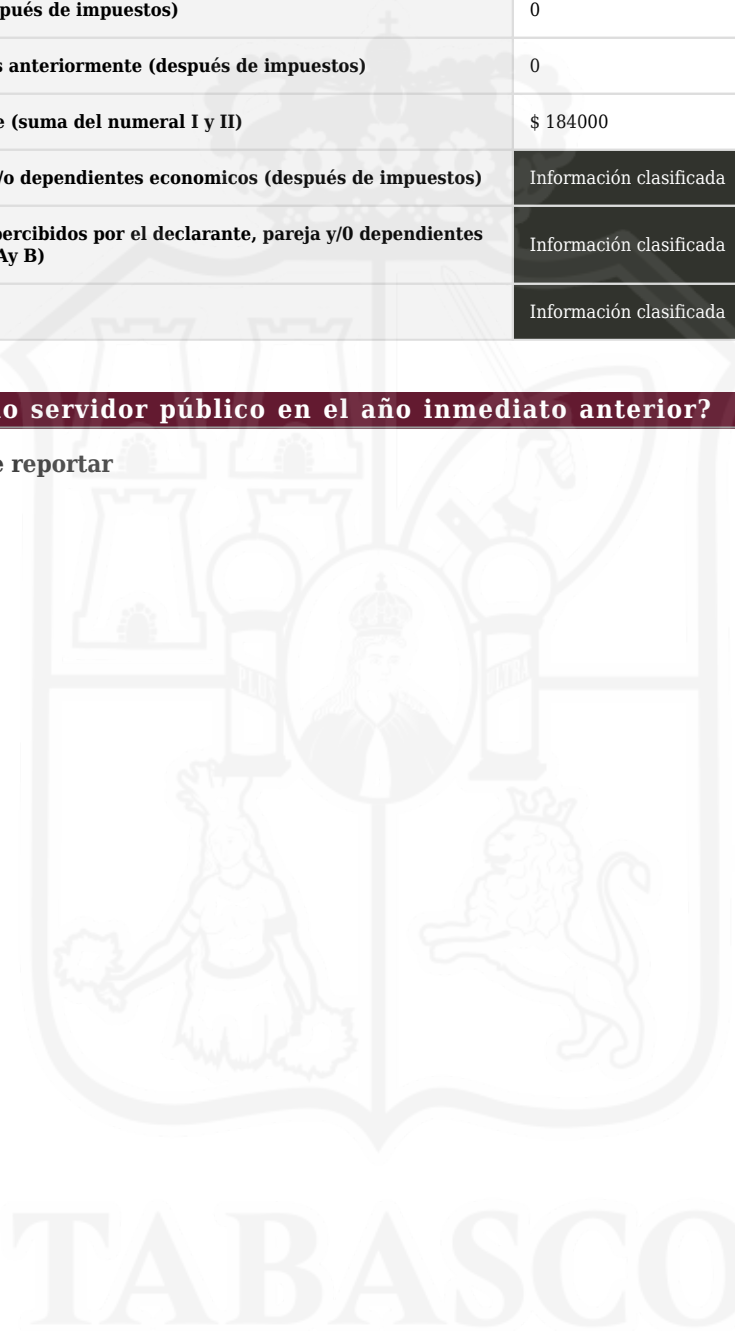 pués de impuestos)
0
s anteriormente (después de impuestos)
0
e (suma del numeral I y II)
$ 184000
/o dependientes economicos (después de impuestos)
Información clasificada
percibidos por el declarante, pareja y/0 dependientes
Ay B)
Información clasificada
Información clasificada
o servidor público en el año inmediato anterior?
e reportar
PLUS
ULTRA
TABASCO